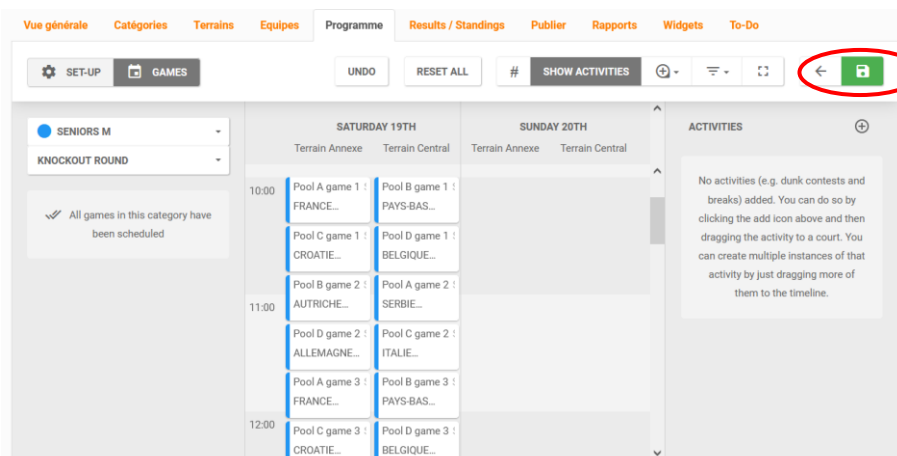 Vue générale Catégories Terrains Equipes Programme Results / Standings Publier Rapports Widgets To-Do
SET-UP GAMES UNDO RESET ALL # SHOW ACTIVITIES
SENIORS M
KNOCKOUT ROUND
All games in this category have
been scheduled
SATURDAY 19TH SUNDAY 20TH
Terrain Annexe Terrain Central Terrain Annexe Terrain Central
10:00
Pool A game 1 Pool B game 1
FRANCE... PAYS-BAS...
Pool C game 1 Pool D game 1
CROATIE... BELGIQUE...
Pool B game 2 Pool A game 2
AUTRICHE... SERBIE...
11:00
Pool D game 2 Pool C game 2
ALLEMAGNE... ITALIE...
Pool A game 3 Pool B game 3
FRANCE... PAYS-BAS...
12:00
Pool C game 3 Pool D game 3
CROATIE... BELGIQUE...
ACTIVITIES
No activities (e.g. dunk contests and
breaks) added. You can do so by
clicking the add icon above and then
dragging the activity to a court. You
can create multiple instances of that
activity by just dragging more of
them to the timeline.